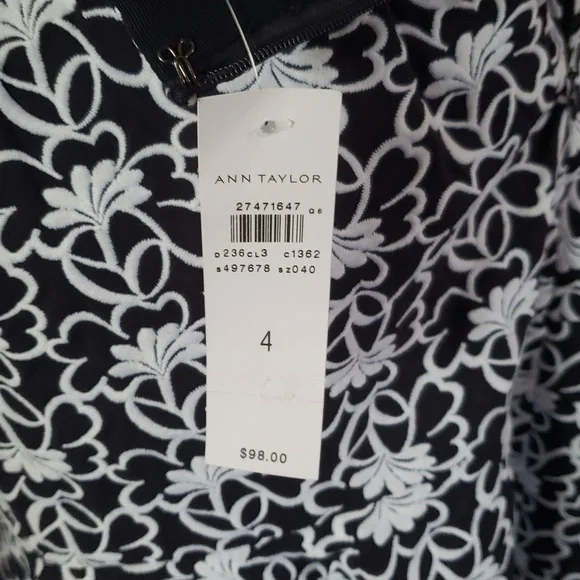 ANN TAYLOR
27471647 Q6
D236CL3 C1362
S497678 SZ040
4
$98.00